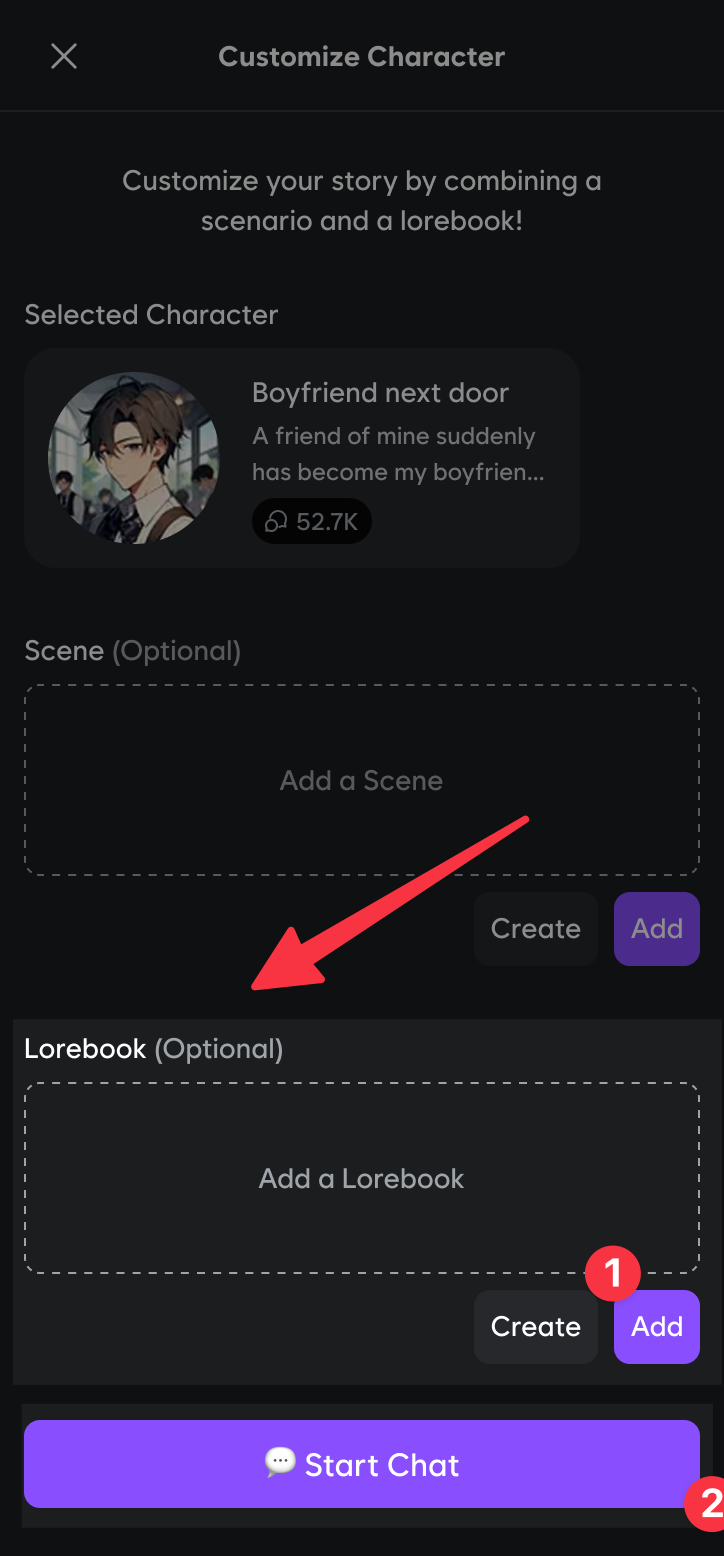 Customize Character
Customize your story by combining a
scenario and a lorebook!
Selected Character
Boyfriend next door
A friend of mine suddenly
has become my boyfrien...
52.7K
Scene (Optional)
Add a Scene
Create
Add
Lorebook (Optional)
Add a Lorebook
1
Create
Add
💬 Start Chat
2